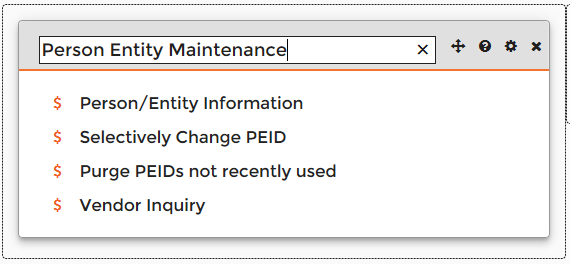 Person Entity Maintenance
$ Person/Entity Information
$ Selectively Change PEID
$ Purge PEIDs not recently used
$ Vendor Inquiry